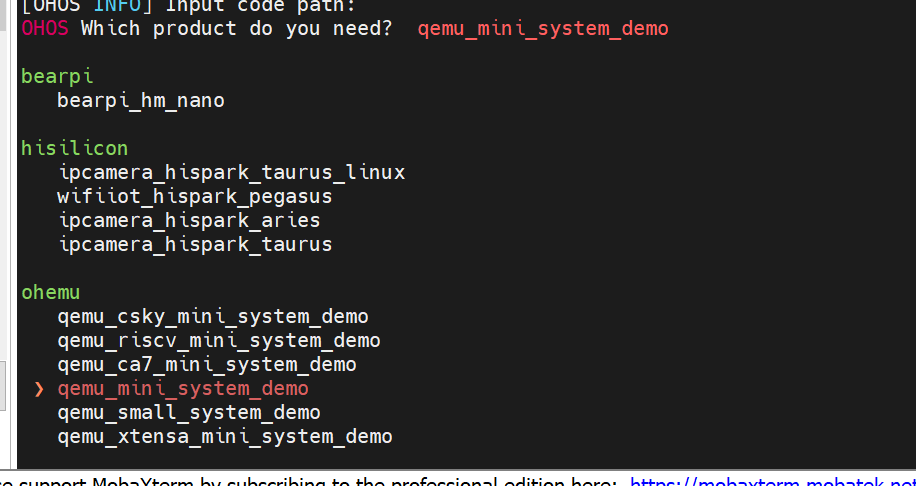 [OHOS INFO] Input code path:
OHOS Which product do you need?  qemu_mini_system_demo
bearpi
bearpi_hm_nano
hisilicon
ipcamera_hispark_taurus_linux
wifiiot_hispark_pegasus
ipcamera_hispark_aries
ipcamera_hispark_taurus
ohemu
qemu_csky_mini_system_demo
qemu_riscv_mini_system_demo
qemu_ca7_mini_system_demo
❯ qemu_mini_system_demo
qemu_small_system_demo
qemu_xtensa_mini_system_demo
support MobaXterm by subscribing to the professional edition here: https://mobaxterm.mobatek.net